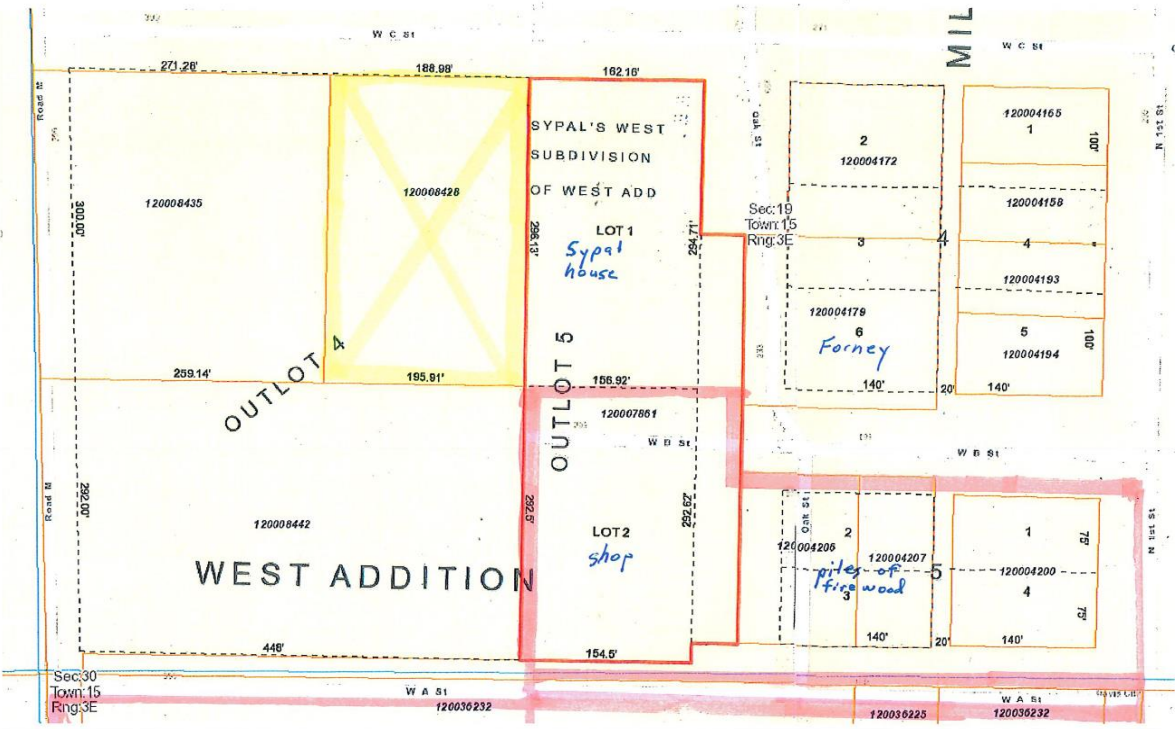 W C St
W C St
MIL
271.26'
188.98'
162.16'
Road M
SYPAL'S WEST
SUBDIVISION
OF WEST ADD
Oak St
N 1st St
120004165
1
100'
2
120004172
120008435
300.00'
120008428
296.13'
LOT 1
Sypal
house
294.71'
Sec:19
Town:15
Rng:3E
120004158
3
4
4
120004193
120004179
6
Forney
5
120004194
100'
OUTLOT 4
OUTLOT 5
259.14'
195.91'
156.92'
140'
20'
140'
120007861
W B St
W B St
Road M
292.00'
120008442
WEST ADDITION
292.5'
LOT 2
shop
292.62'
Oak St
N 1st St
2
120004206
120004207
piles of
fire wood
3
5
1
75'
120004200
4
75'
140'
20'
140'
446'
154.5'
Sec:30
Town:15
Rng:3E
W A St
120036232
W A St
120036225
120036232